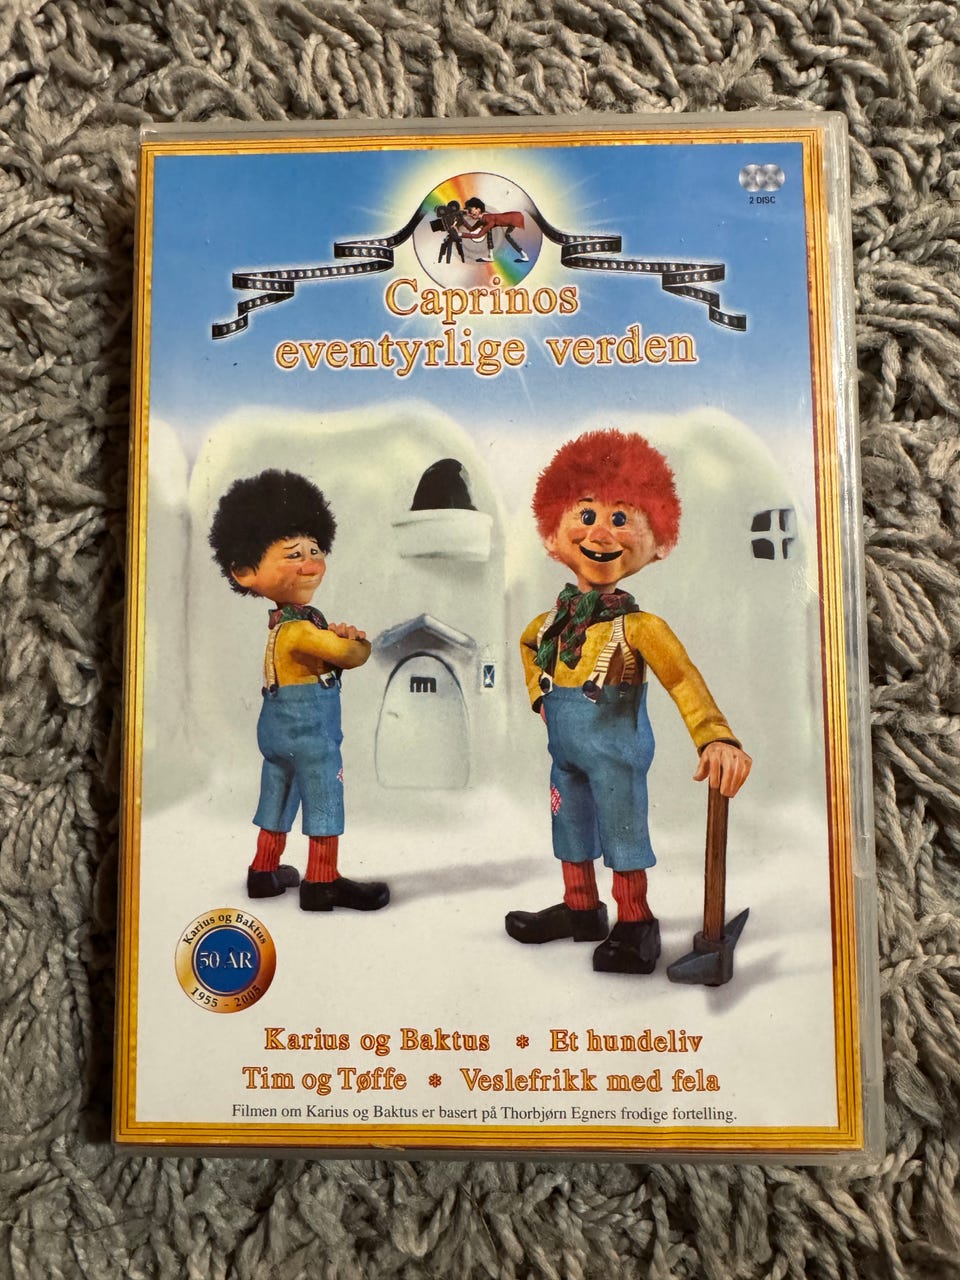 2 DISC
Caprinos
eventyrlige verden
Karius og Baktus
50 ÅR
1955 - 2005
Karius og Baktus * Et hundeliv
Tim og Tøffe * Veslefrikk med fela
Filmen om Karius og Baktus er basert på Thorbjørn Egners frodige fortelling.